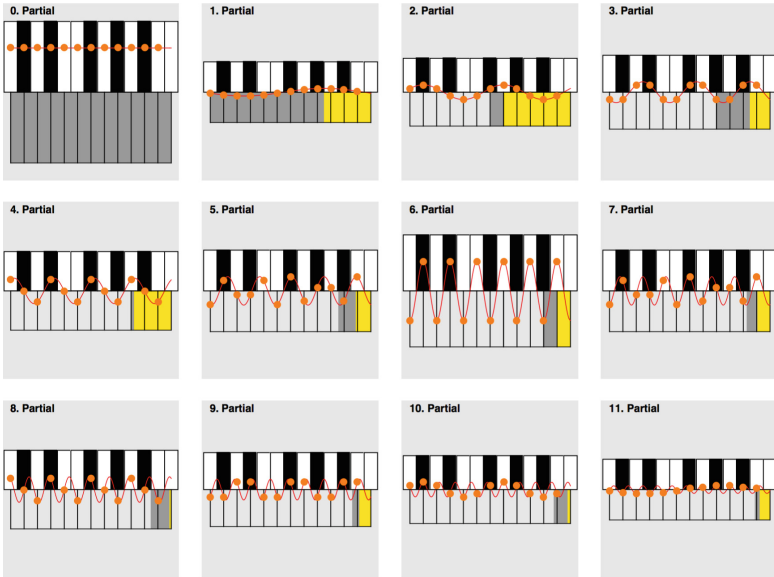 0. Partial
1. Partial
2. Partial
3. Partial
4. Partial
5. Partial
6. Partial
7. Partial
8. Partial
9. Partial
10. Partial
11. Partial